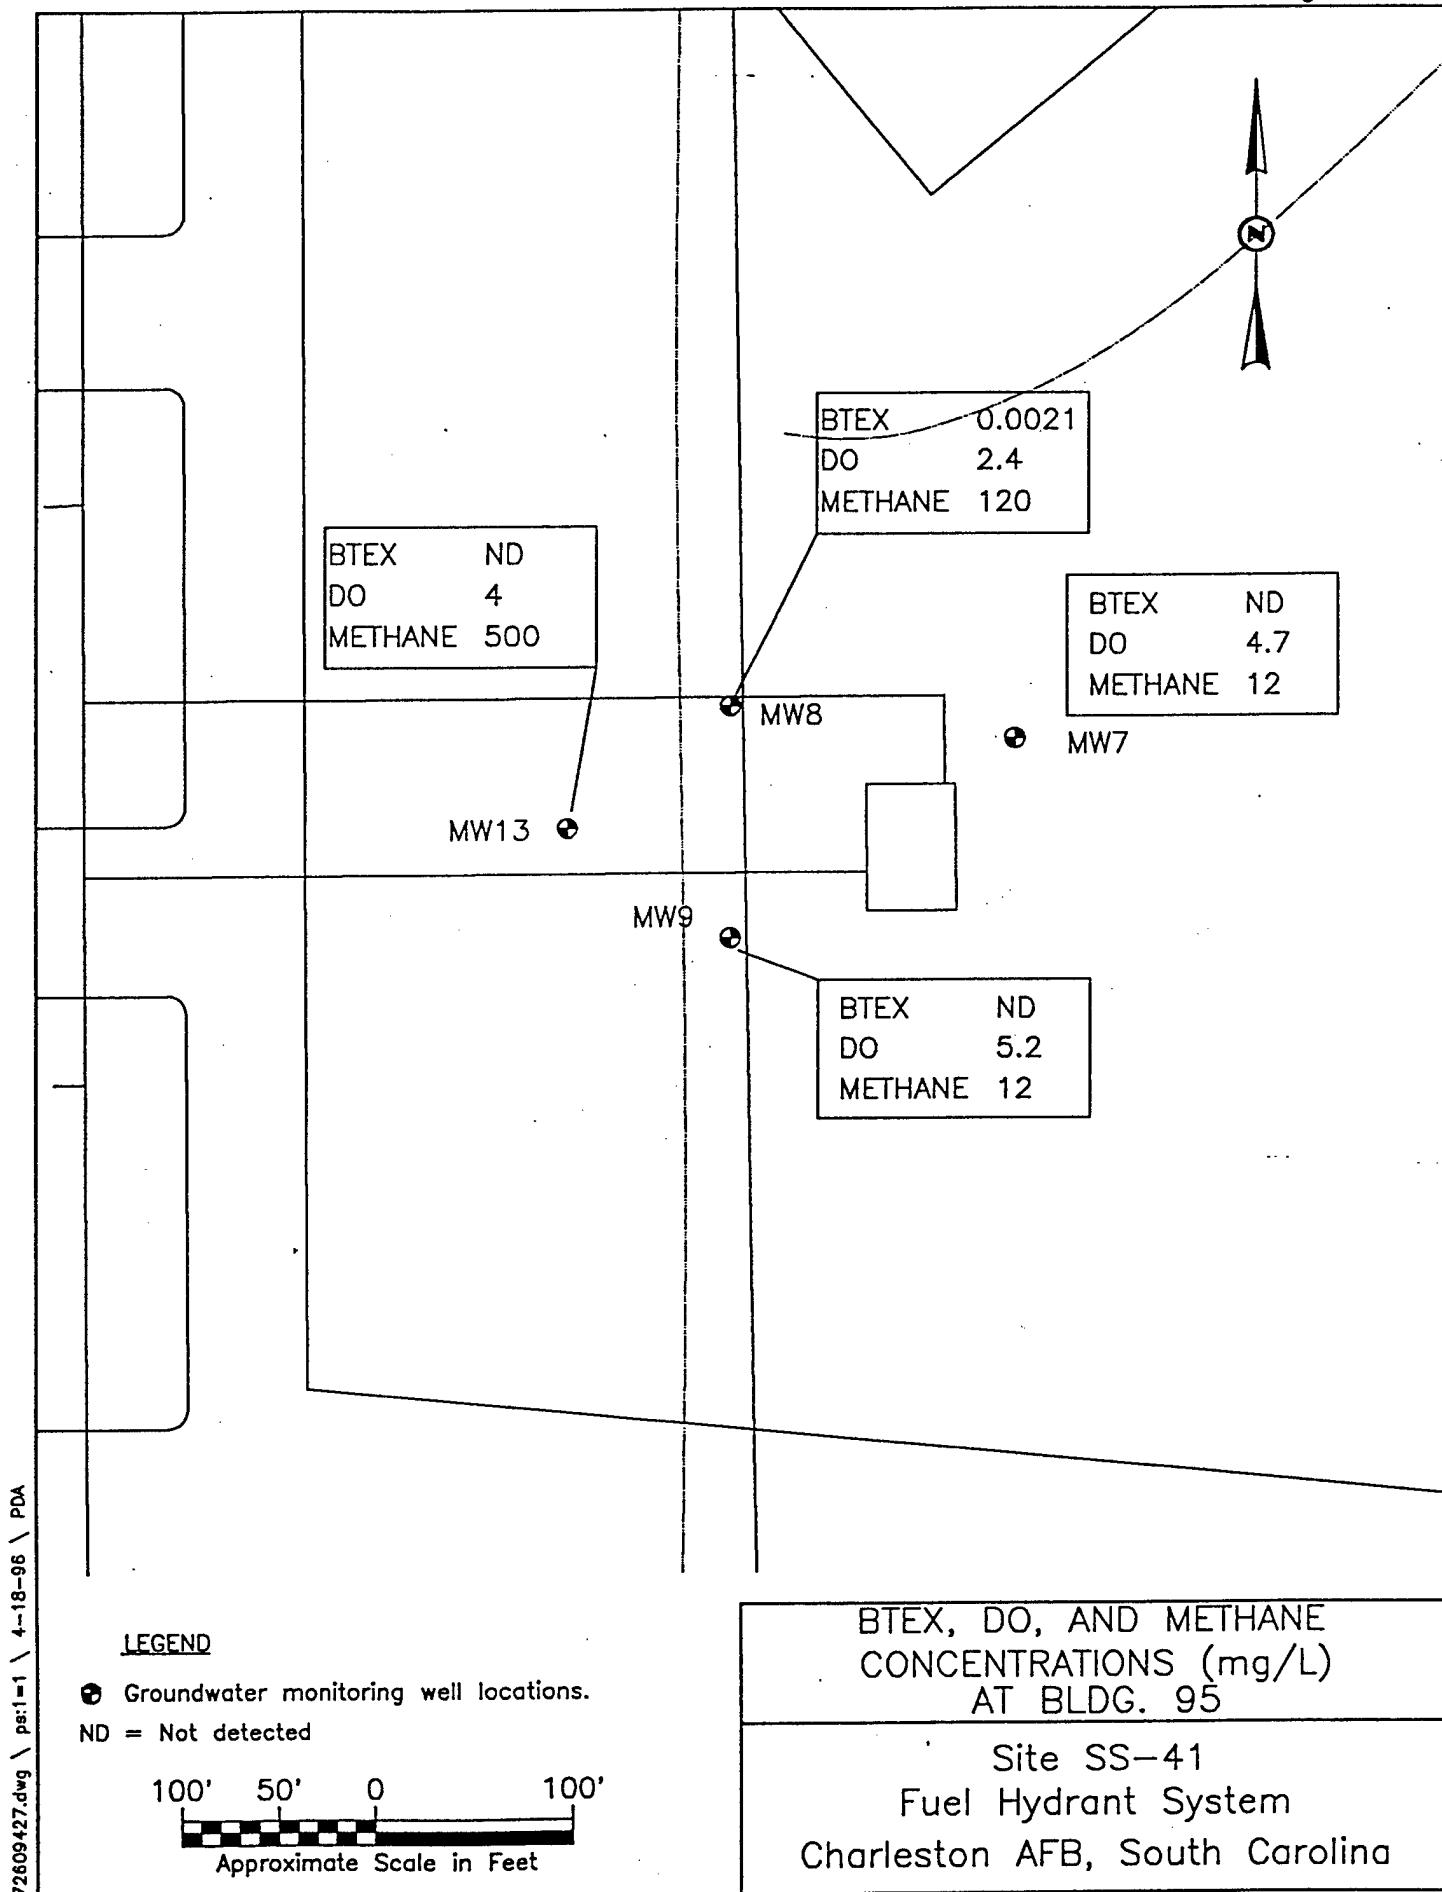 N
BTEX 0.0021
DO 2.4
METHANE 120
BTEX ND
DO 4
METHANE 500
BTEX ND
DO 4.7
METHANE 12
MW8
MW7
MW13
MW9
BTEX ND
DO 5.2
METHANE 12
LEGEND
Groundwater monitoring well locations.
ND = Not detected
100' 50' 0 100'
Approximate Scale in Feet
BTEX, DO, AND METHANE
CONCENTRATIONS (mg/L)
AT BLDG. 95
Site SS-41
Fuel Hydrant System
Charleston AFB, South Carolina
72609427.dwg \ ps:1=1 \ 4-18-96 \ PDA